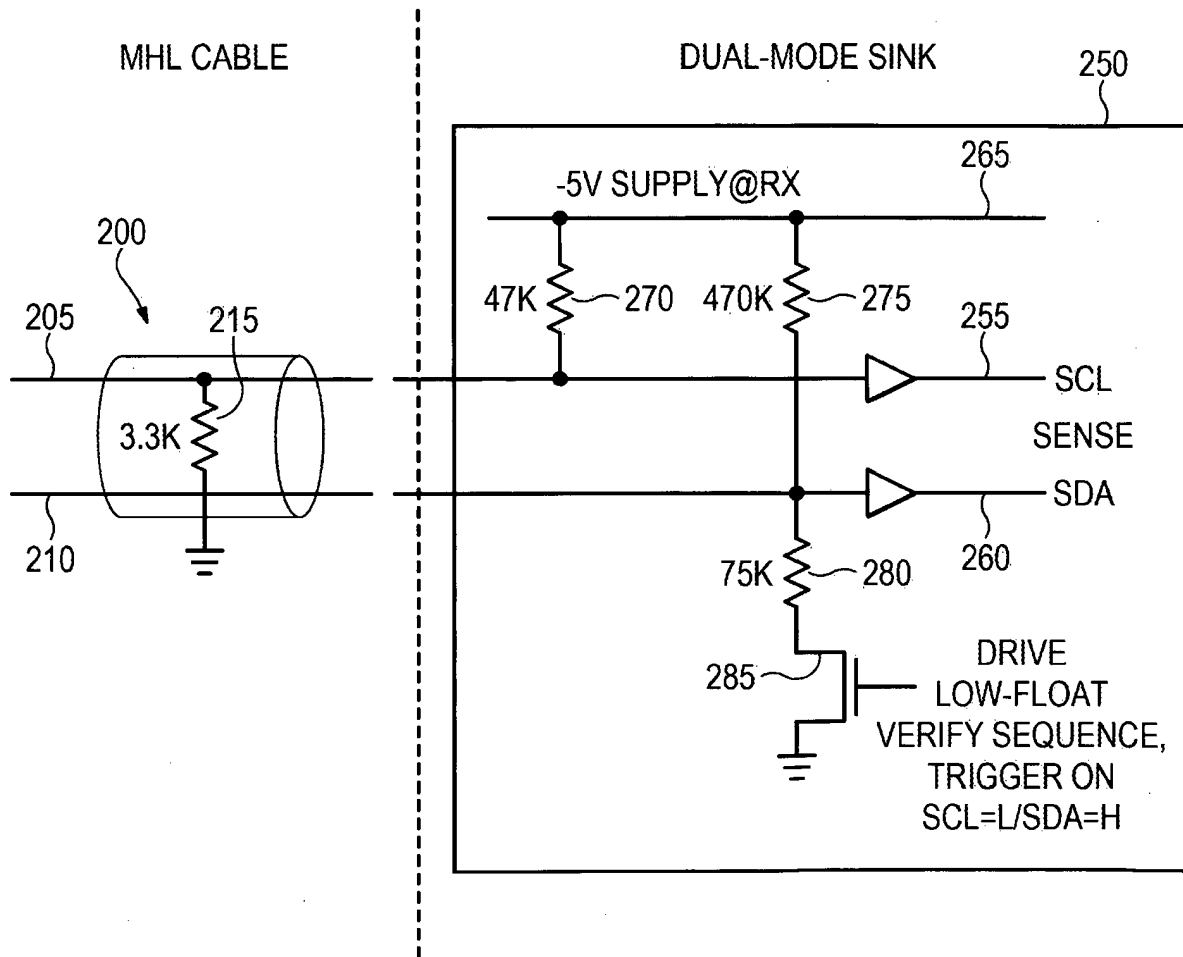 MHL CABLE
DUAL-MODE SINK
250
-5V SUPPLY@RX
265
200
215
205
47K
270
470K
275
255
SCL
3.3K
SENSE
SDA
210
260
75K
280
285
DRIVE
LOW-FLOAT
VERIFY SEQUENCE,
TRIGGER ON
SCL=L/SDA=H